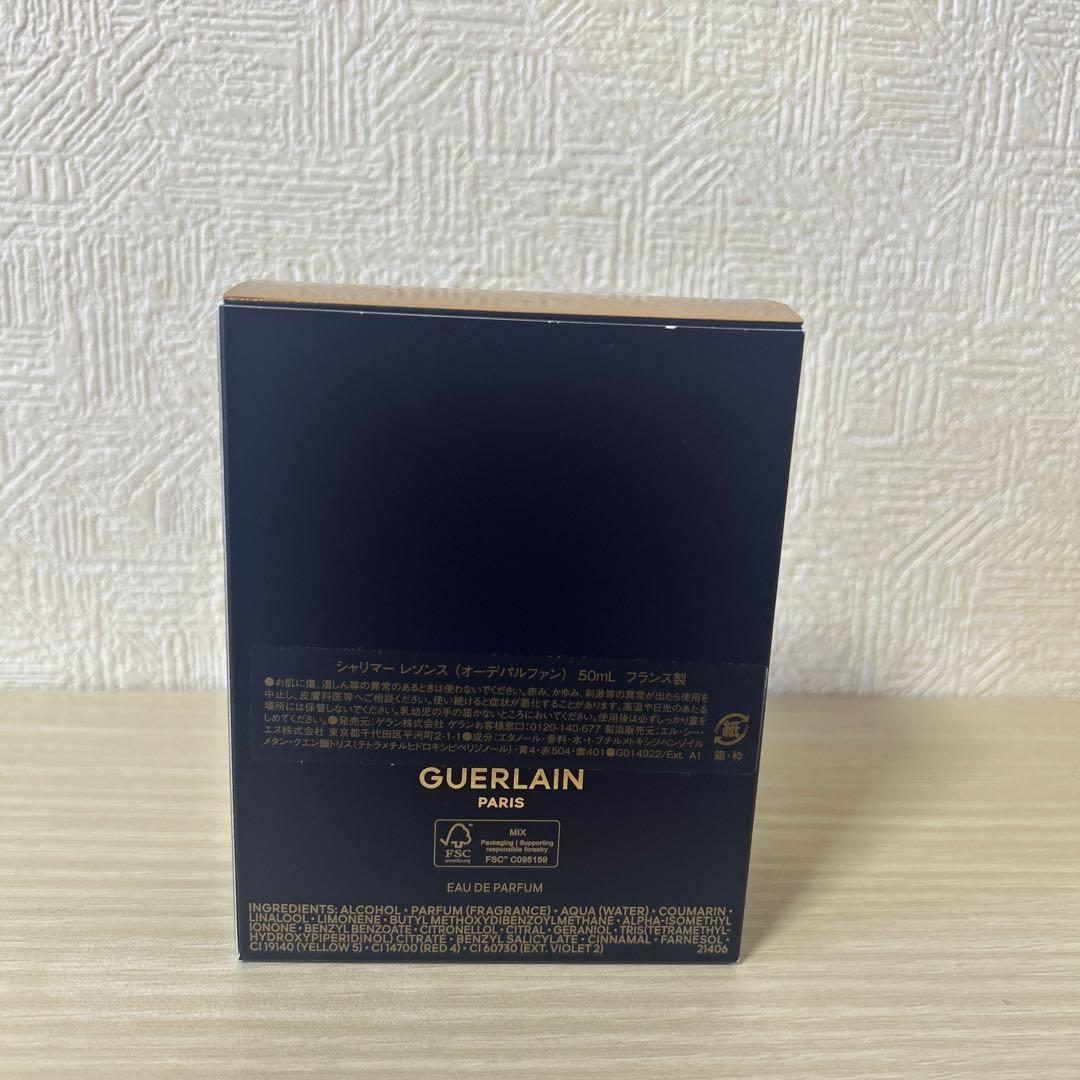 シャリマー レソンス (オーデパルファン) 50mL フランス製
●お肌に傷、湿しん等の異常のあるときは使わないでください。赤み、かゆみ、刺激等の異常が出たら使用を
中止し、皮膚科医等へご相談ください。使い続けると症状が悪化することがあります。高温や日光のあたる
場所には保管しないでください。乳幼児の手の届かないところにおいてください。使用後は必ずしっかり蓋を
しめてください。●発売元:ゲラン株式会社 ゲランお客様窓口:0120-140-677 製造販売元:エル・シー・
エス株式会社 東京都千代田区平河町2-1-1●成分:エタノール・香料・水・t-ブチルメトキシジベンゾイル
メタン・クエン酸トリス(テトラメチルヒドロキシピペリジノール)・黄4・赤504・紫401●G014922/Ext. A1
紙
箱・枠
GUERLAIN
PARIS
FSC
www.fsc.org
MIX
Packaging | Supporting
responsible forestry
FSC™ C095159
EAU DE PARFUM
INGREDIENTS: ALCOHOL · PARFUM (FRAGRANCE) · AQUA (WATER) · COUMARIN ·
LINALOOL · LIMONENE · BUTYL METHOXYDIBENZOYLMETHANE · ALPHA-ISOMETHYL
IONONE · BENZYL BENZOATE · CITRONELLOL · CITRAL · GERANIOL · TRIS(TETRAMETHYL-
HYDROXYPIPERIDINOL) CITRATE · BENZYL SALICYLATE · CINNAMAL · FARNESOL ·
CI 19140 (YELLOW 5) · CI 14700 (RED 4) · CI 60730 (EXT. VIOLET 2) 21406